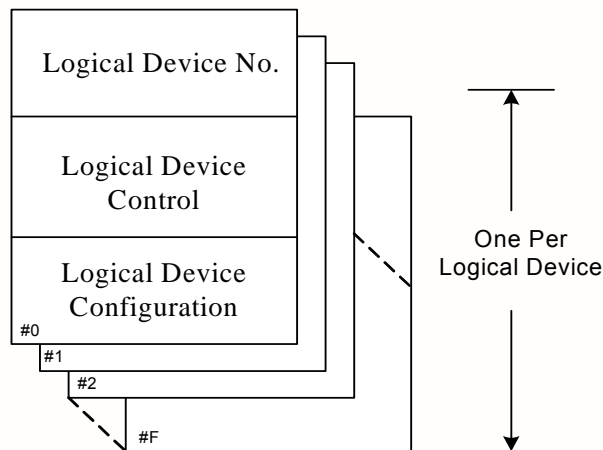 Logical Device No.
Logical Device
Control
Logical Device
Configuration
#0
#1
#2
#F
One Per
Logical Device